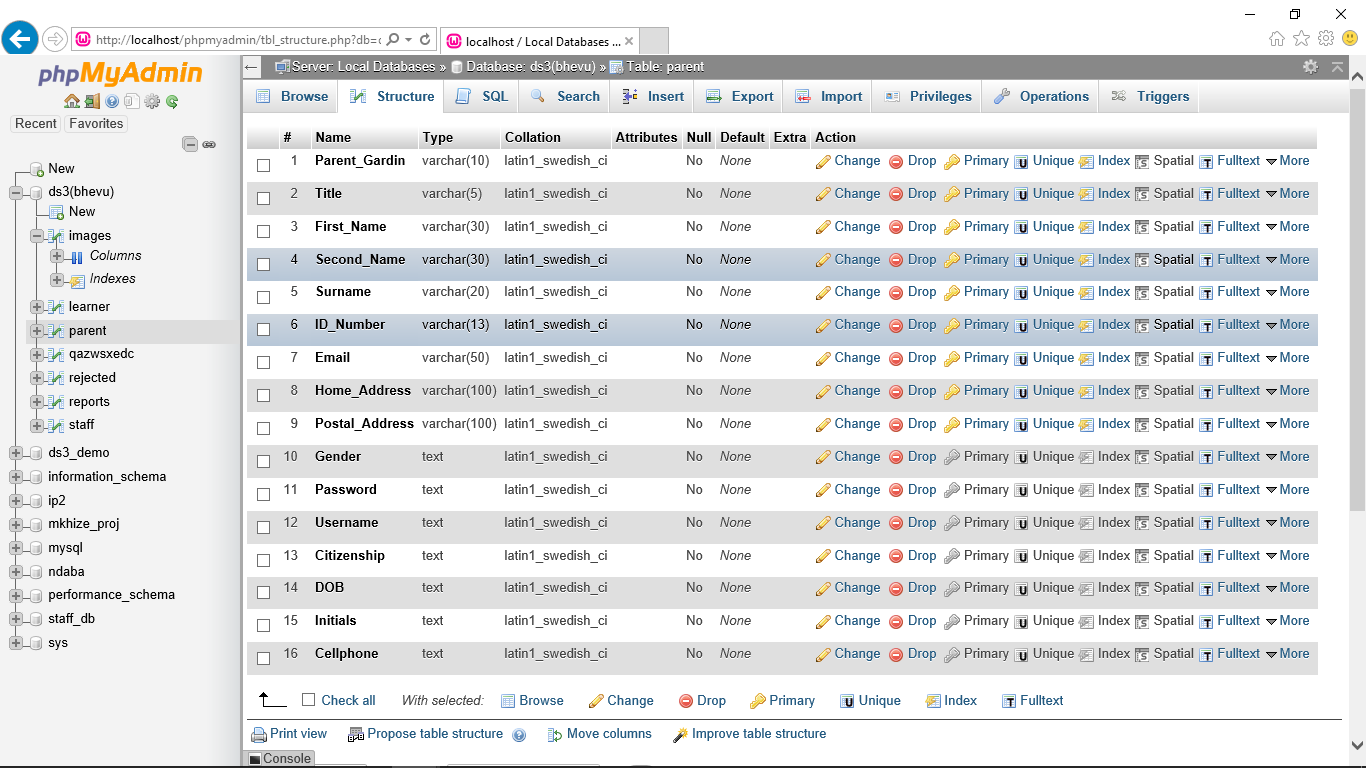 http://localhost/phpmyadmin/tbl_structure.php?db=
localhost / Local Databases ...
phpMyAdmin
Recent Favorites
New
ds3(bhevu)
New
images
Columns
Indexes
learner
parent
qazwsxedc
rejected
reports
staff
ds3_demo
information_schema
ip2
mkhize_proj
mysql
ndaba
performance_schema
staff_db
sys
Server: Local Databases » Database: ds3(bhevu) » Table: parent
Browse Structure SQL Search Insert Export Import Privileges Operations Triggers
# Name Type Collation Attributes Null Default Extra Action
1 Parent_Gardin varchar(10) latin1_swedish_ci No None Change Drop Primary Unique Index Spatial Fulltext More
2 Title varchar(5) latin1_swedish_ci No None Change Drop Primary Unique Index Spatial Fulltext More
3 First_Name varchar(30) latin1_swedish_ci No None Change Drop Primary Unique Index Spatial Fulltext More
4 Second_Name varchar(30) latin1_swedish_ci No None Change Drop Primary Unique Index Spatial Fulltext More
5 Surname varchar(20) latin1_swedish_ci No None Change Drop Primary Unique Index Spatial Fulltext More
6 ID_Number varchar(13) latin1_swedish_ci No None Change Drop Primary Unique Index Spatial Fulltext More
7 Email varchar(50) latin1_swedish_ci No None Change Drop Primary Unique Index Spatial Fulltext More
8 Home_Address varchar(100) latin1_swedish_ci No None Change Drop Primary Unique Index Spatial Fulltext More
9 Postal_Address varchar(100) latin1_swedish_ci No None Change Drop Primary Unique Index Spatial Fulltext More
10 Gender text latin1_swedish_ci No None Change Drop Primary Unique Index Spatial Fulltext More
11 Password text latin1_swedish_ci No None Change Drop Primary Unique Index Spatial Fulltext More
12 Username text latin1_swedish_ci No None Change Drop Primary Unique Index Spatial Fulltext More
13 Citizenship text latin1_swedish_ci No None Change Drop Primary Unique Index Spatial Fulltext More
14 DOB text latin1_swedish_ci No None Change Drop Primary Unique Index Spatial Fulltext More
15 Initials text latin1_swedish_ci No None Change Drop Primary Unique Index Spatial Fulltext More
16 Cellphone text latin1_swedish_ci No None Change Drop Primary Unique Index Spatial Fulltext More
Check all With selected: Browse Change Drop Primary Unique Index Fulltext
Print view Propose table structure Move columns Improve table structure
Console